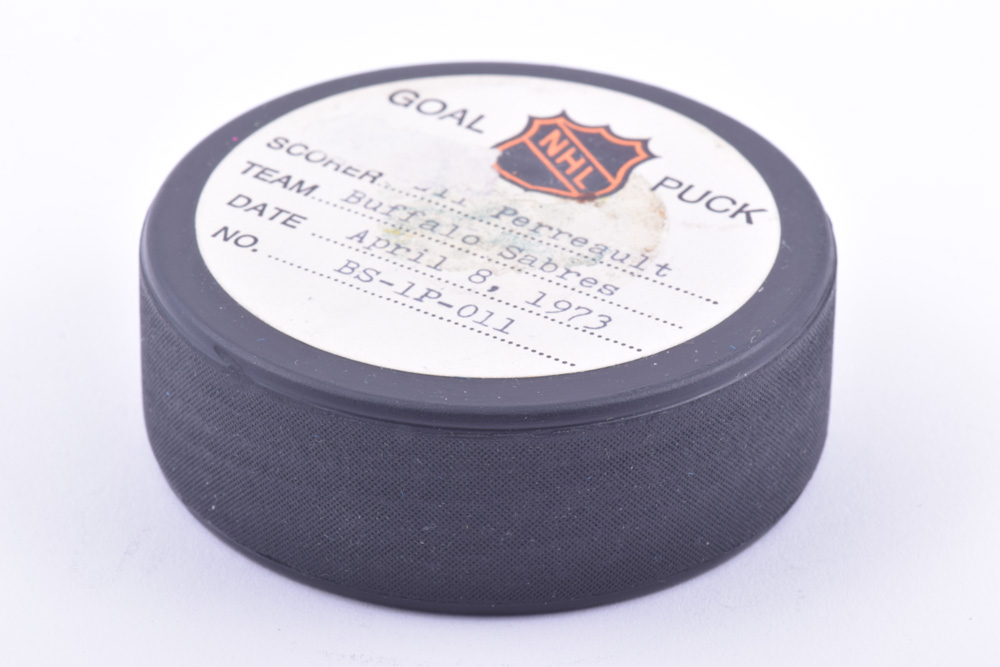 GOAL NHL PUCK
SCORER Perreault
TEAM Buffalo Sabres
DATE April 8, 1973
NO. BS-1P-011